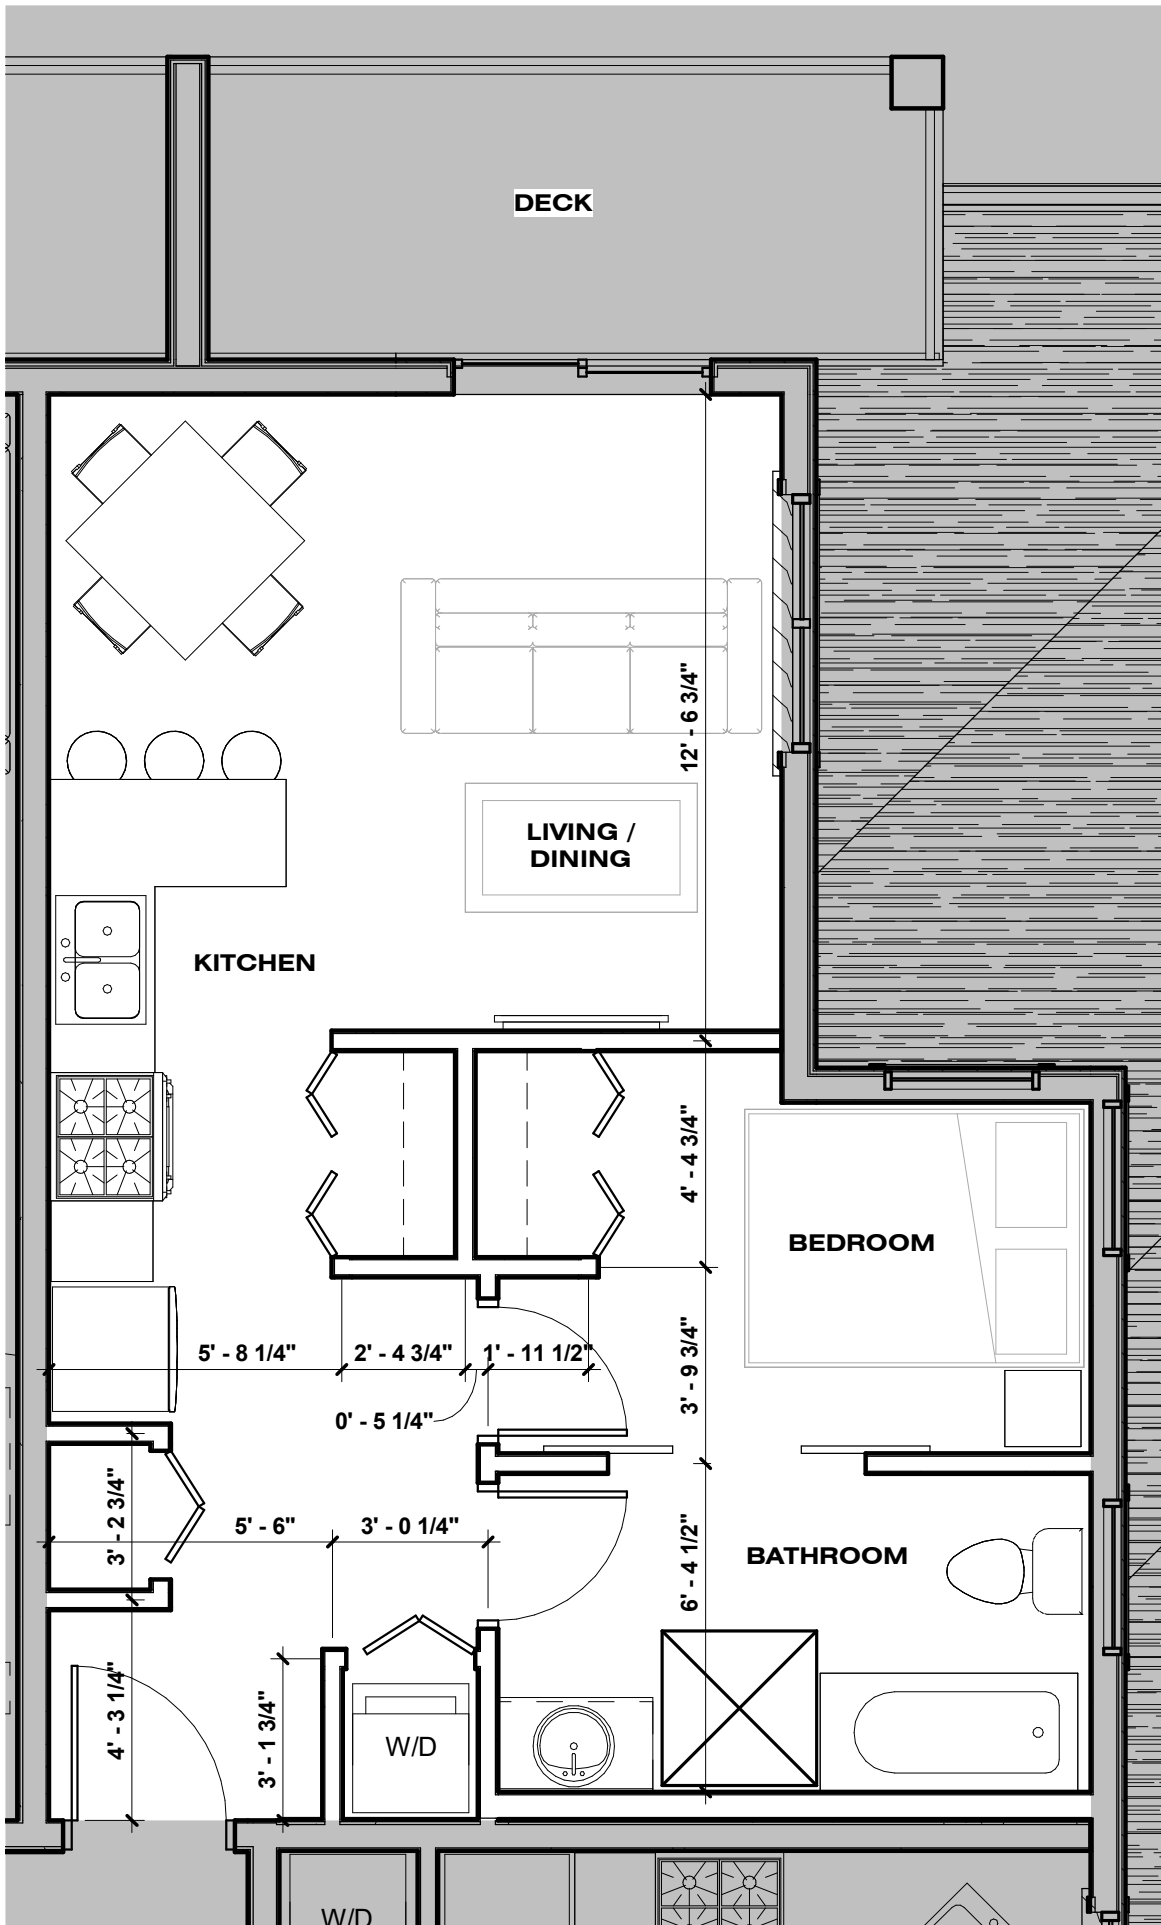 DECK
12' - 6 3/4"
LIVING /
DINING
KITCHEN
4' - 4 3/4"
BEDROOM
5' - 8 1/4"
2' - 4 3/4"
1' - 11 1/2"
3' - 9 3/4"
0' - 5 1/4"
3' - 2 3/4"
5' - 6"
3' - 0 1/4"
6' - 4 1/2"
BATHROOM
4' - 3 1/4"
3' - 1 3/4"
W/D
W/D